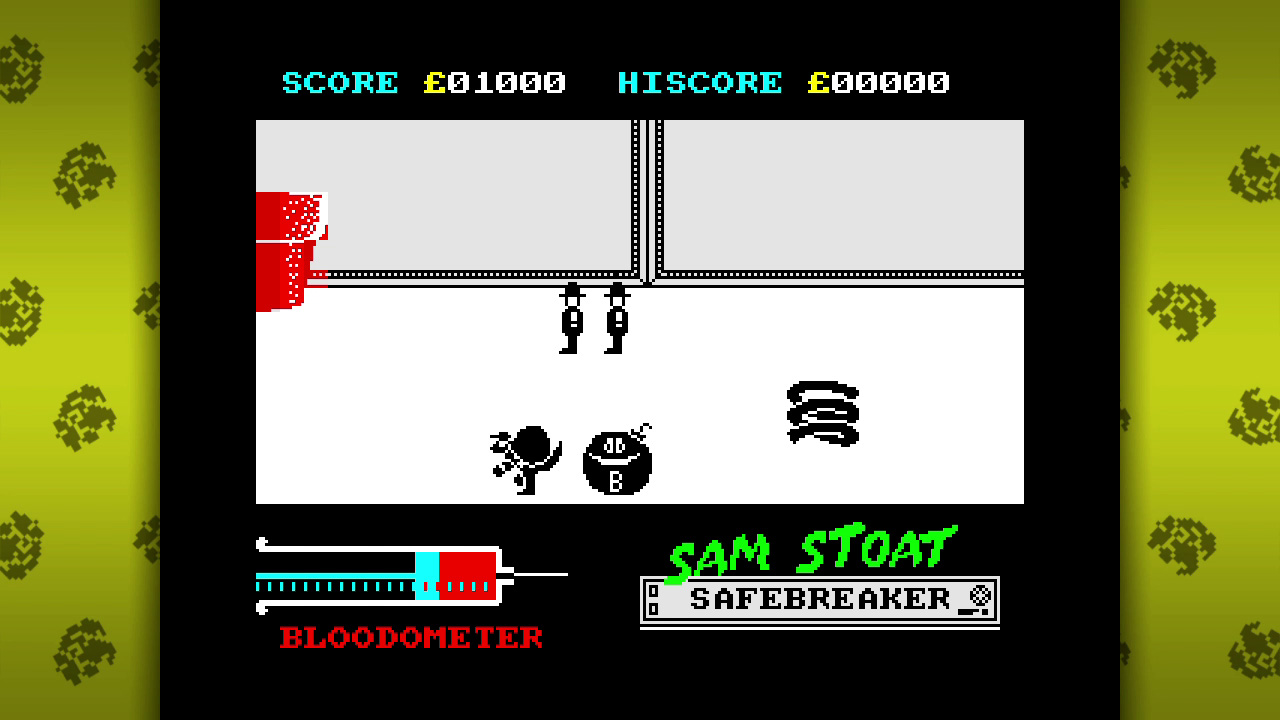 SCORE £01000 HISCORE £00000
B
SAM STOAT
SAFEBREAKER
BLOODOMETER